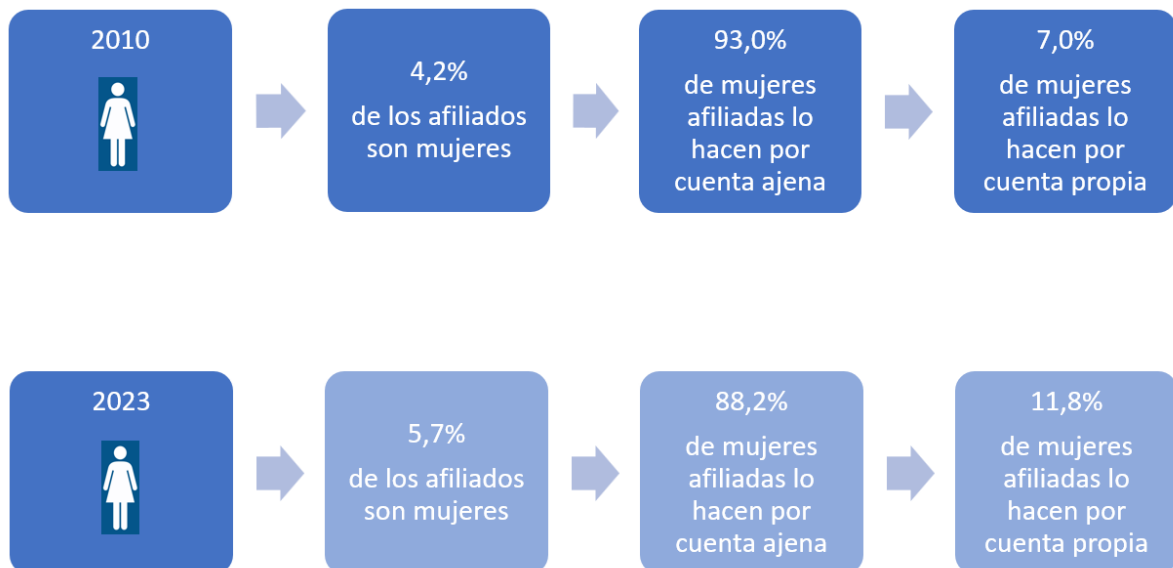 2010
4,2%
de los afiliados
son mujeres
93,0%
de mujeres
afiliadas lo
hacen por
cuenta ajena
7,0%
de mujeres
afiliadas lo
hacen por
cuenta propia
2023
5,7%
de los afiliados
son mujeres
88,2%
de mujeres
afiliadas lo
hacen por
cuenta ajena
11,8%
de mujeres
afiliadas lo
hacen por
cuenta propia